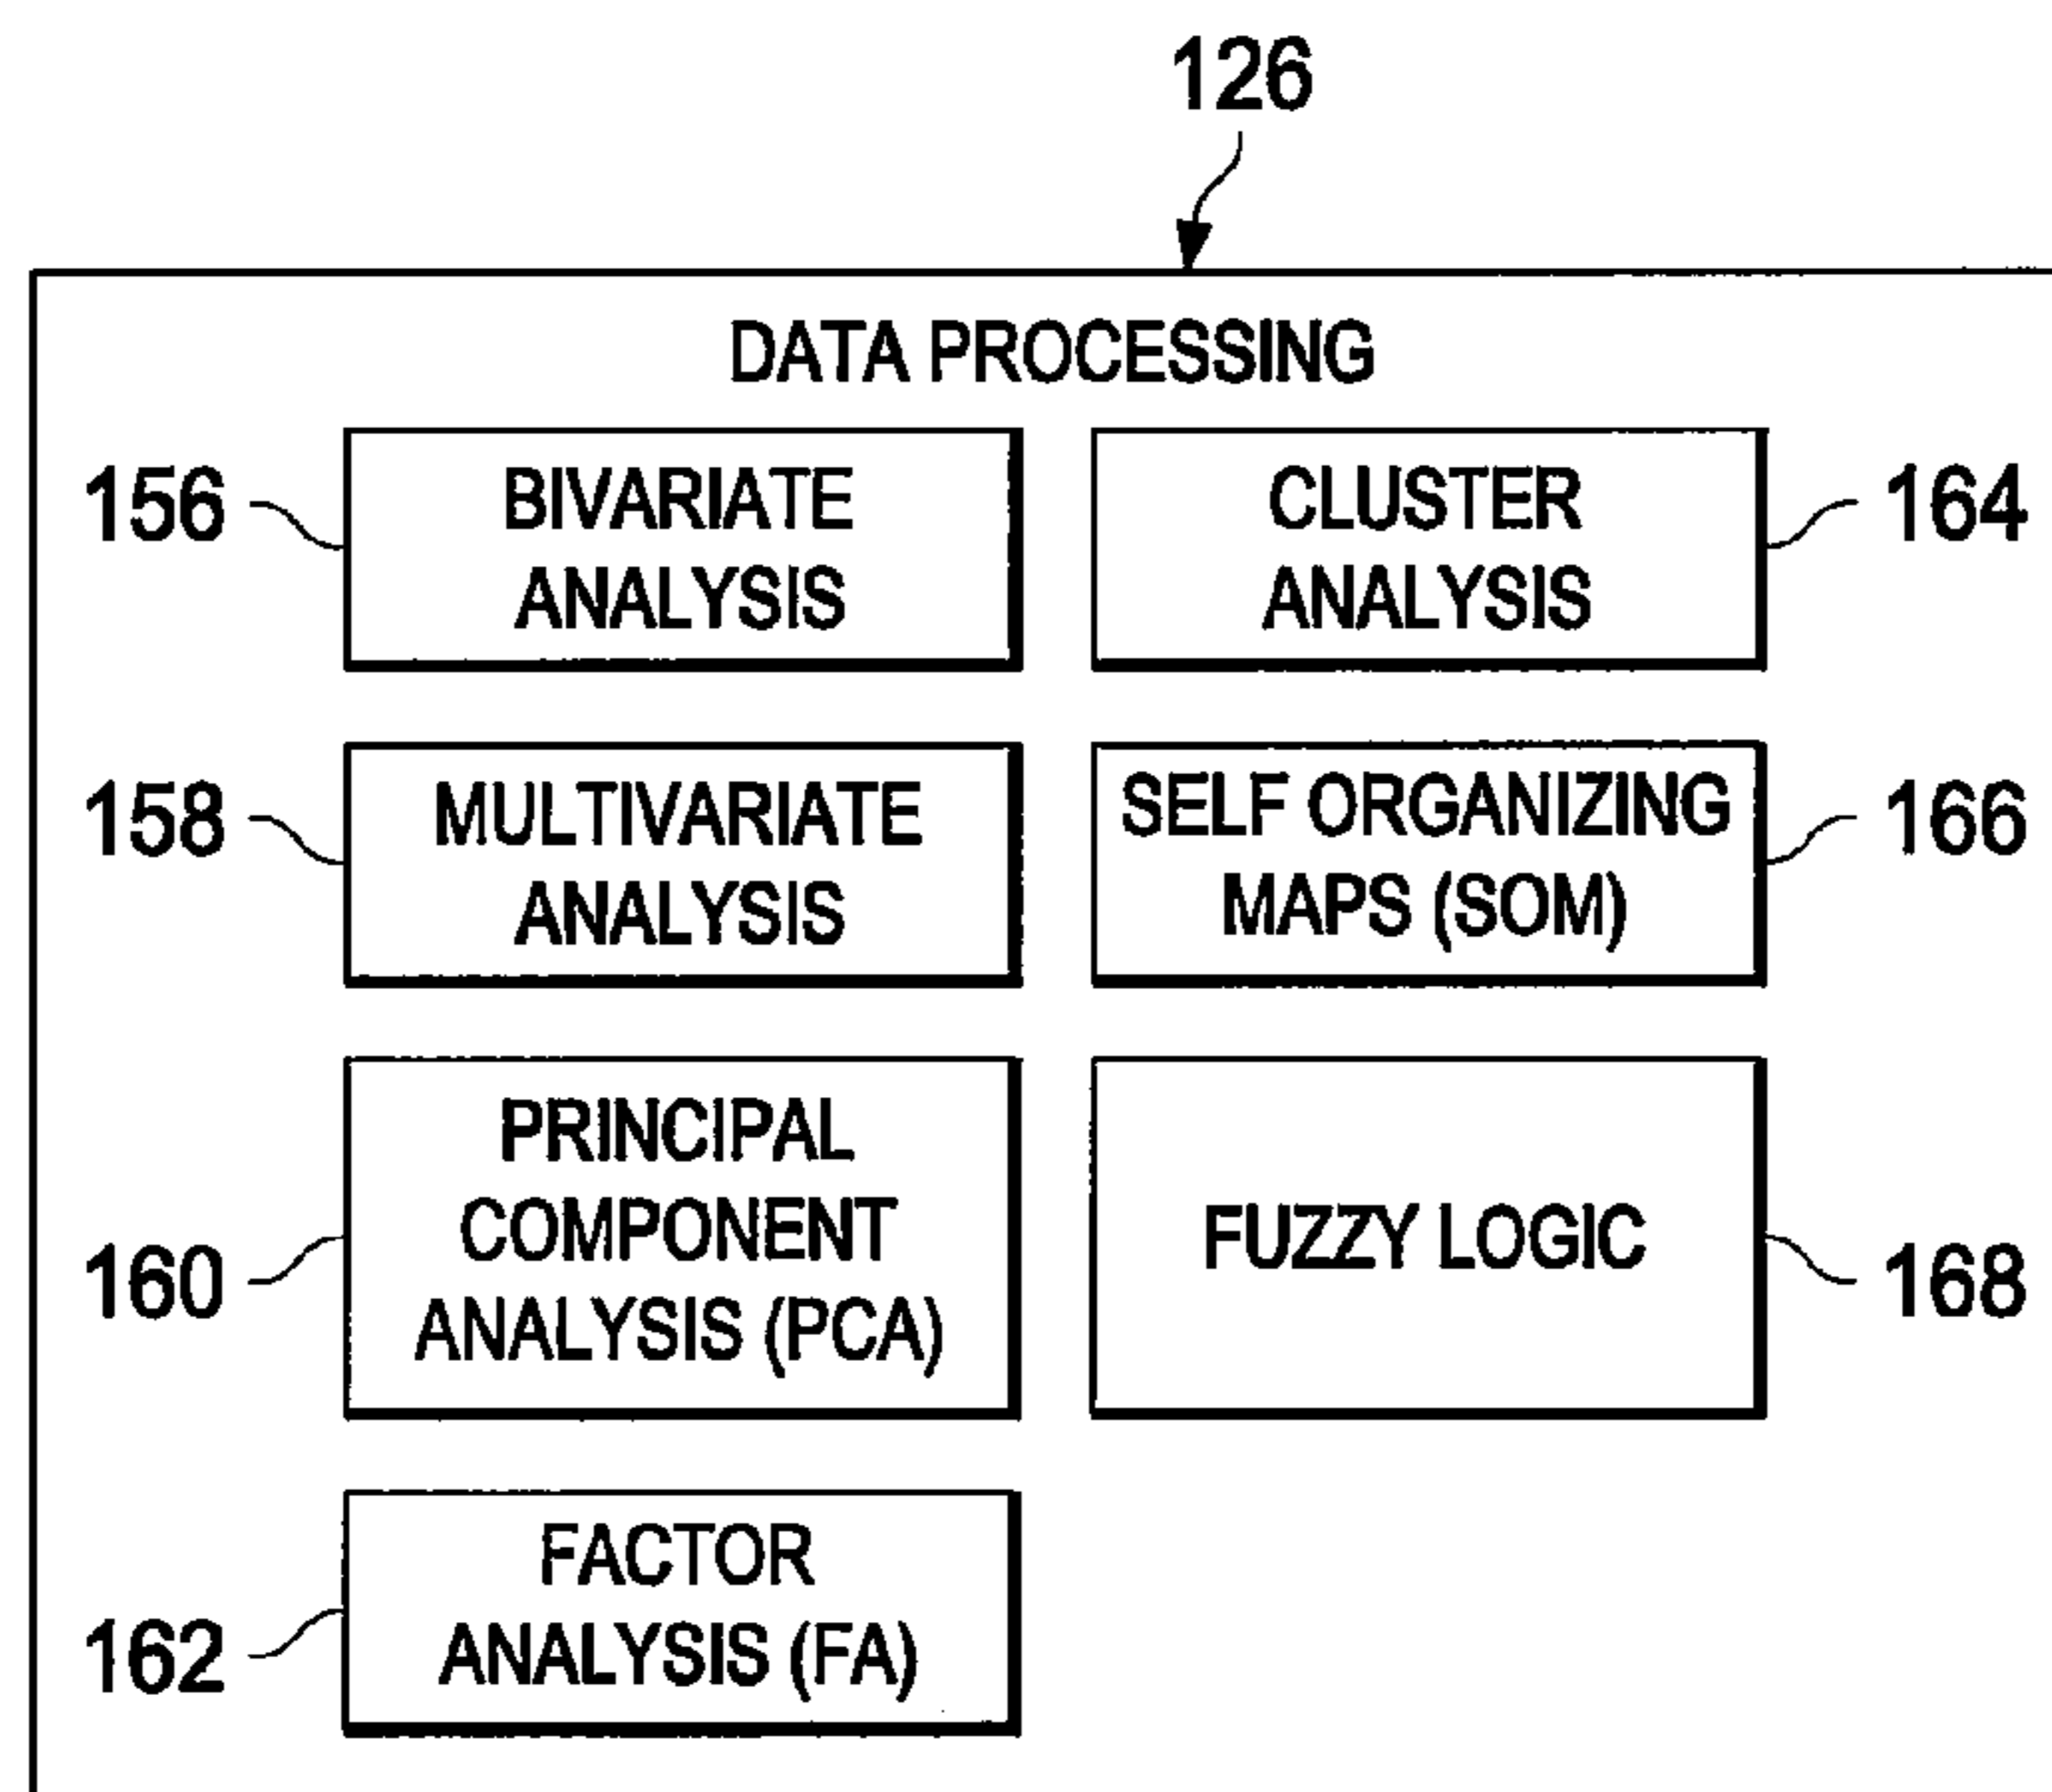 126
DATA PROCESSING
156
BIVARIATE
ANALYSIS
CLUSTER
ANALYSIS
164
158
MULTIVARIATE
ANALYSIS
SELF ORGANIZING
MAPS (SOM)
166
160
PRINCIPAL
COMPONENT
ANALYSIS (PCA)
FUZZY LOGIC
168
162
FACTOR
ANALYSIS (FA)